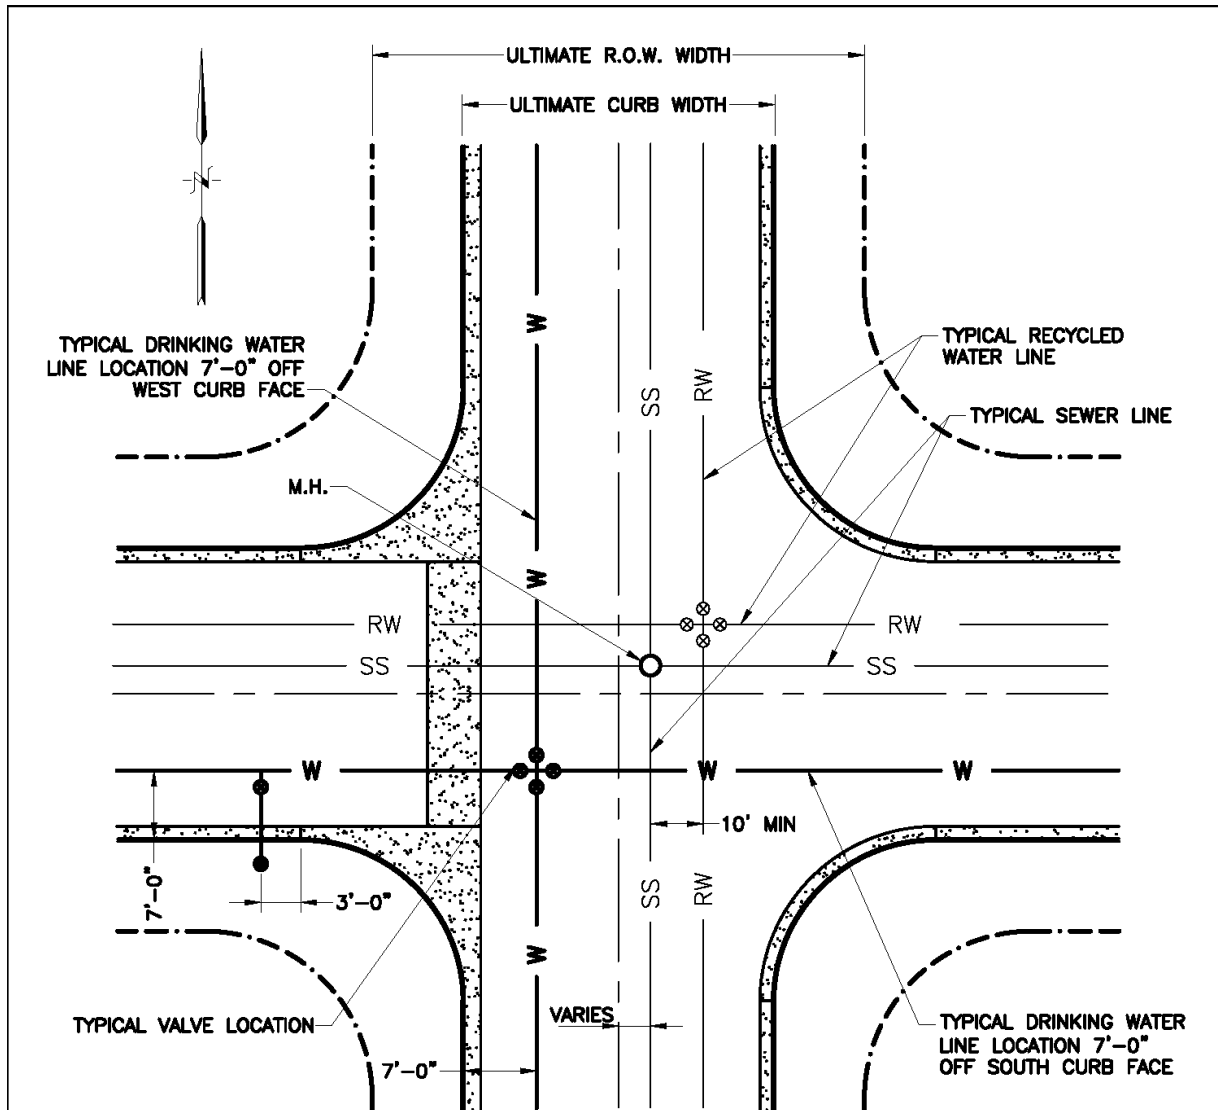 ULTIMATE R.O.W. WIDTH
ULTIMATE CURB WIDTH
N
W
TYPICAL DRINKING WATER
LINE LOCATION 7'-0" OFF
WEST CURB FACE
TYPICAL RECYCLED
WATER LINE
SS
RW
TYPICAL SEWER LINE
M.H.
W
RW
RW
SS
SS
W
W
W
10' MIN
7'-0"
3'-0"
SS
RW
W
TYPICAL VALVE LOCATION
VARIES
TYPICAL DRINKING WATER
LINE LOCATION 7'-0"
OFF SOUTH CURB FACE
7'-0"